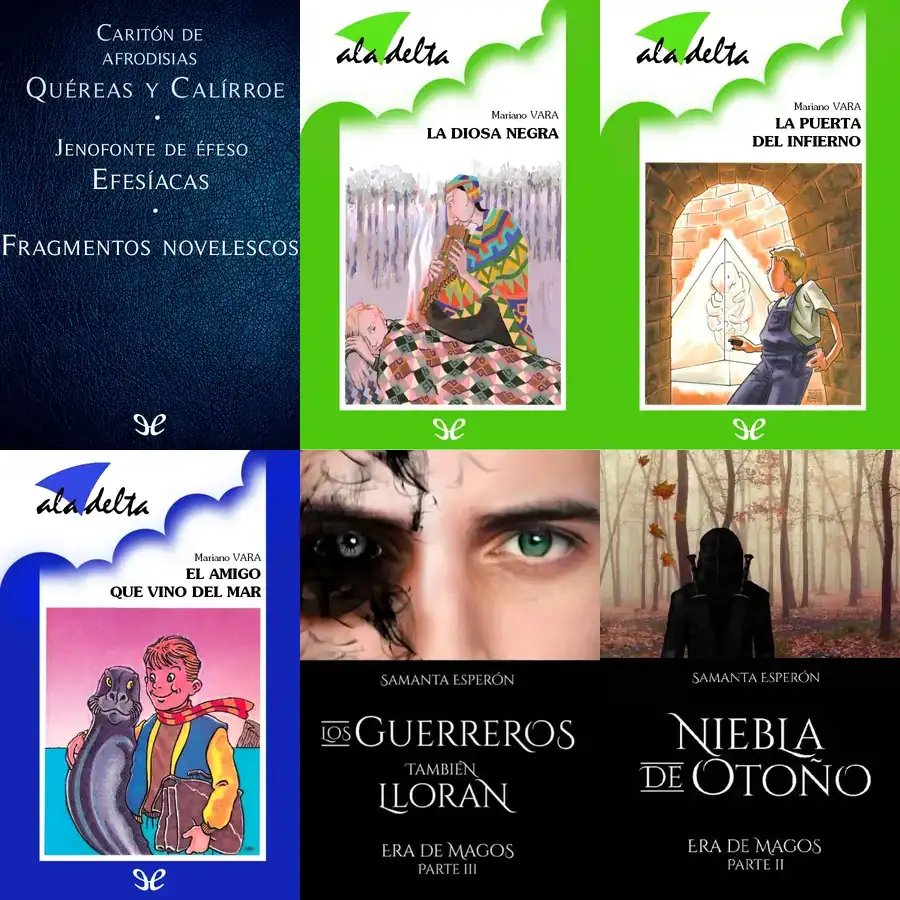 CARITÓN DE
AFRODISIAS
QUÉREAS Y CALÍRROE
•
JENOFONTE DE ÉFESO
EFESÍACAS
•
FRAGMENTOS NOVELESCOS
ala delta
Mariano VARA
LA DIOSA NEGRA
ala delta
Mariano VARA
LA PUERTA
DEL INFIERNO
ala delta
Mariano VARA
EL AMIGO
QUE VINO DEL MAR
SAMANTA ESPERÓN
LOS GUERREROS
TAMBIÉN
LLORAN
ERA DE MAGOS
PARTE III
SAMANTA ESPERÓN
NIEBLA
DE OTOÑO
ERA DE MAGOS
PARTE II